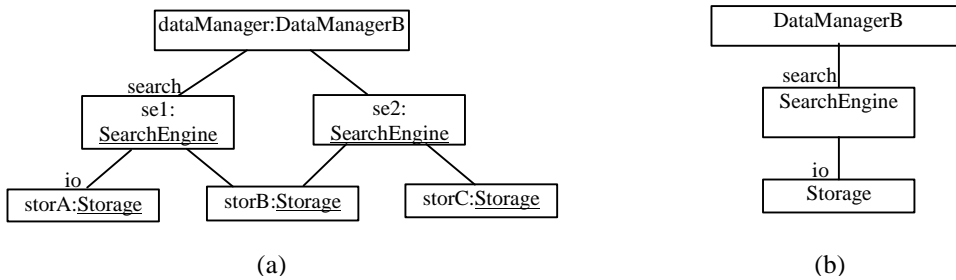 dataManager:DataManagerB
search
se1:
SearchEngine
se2:
SearchEngine
io
storA:Storage
storB:Storage
storC:Storage
(a)
DataManagerB
search
SearchEngine
io
Storage
(b)